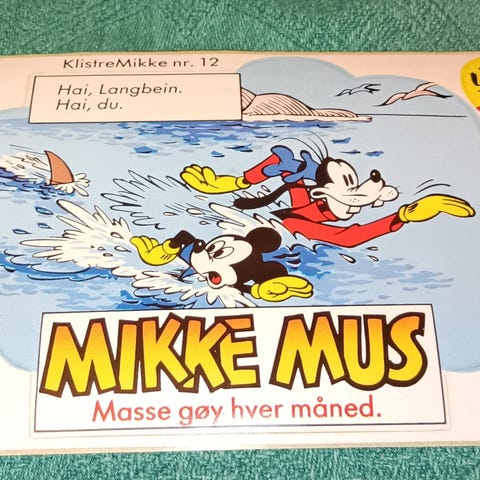 KlistreMikke nr. 12
Hai, Langbein.
Hai, du.
MIKKE MUS
Masse gøy hver måned.